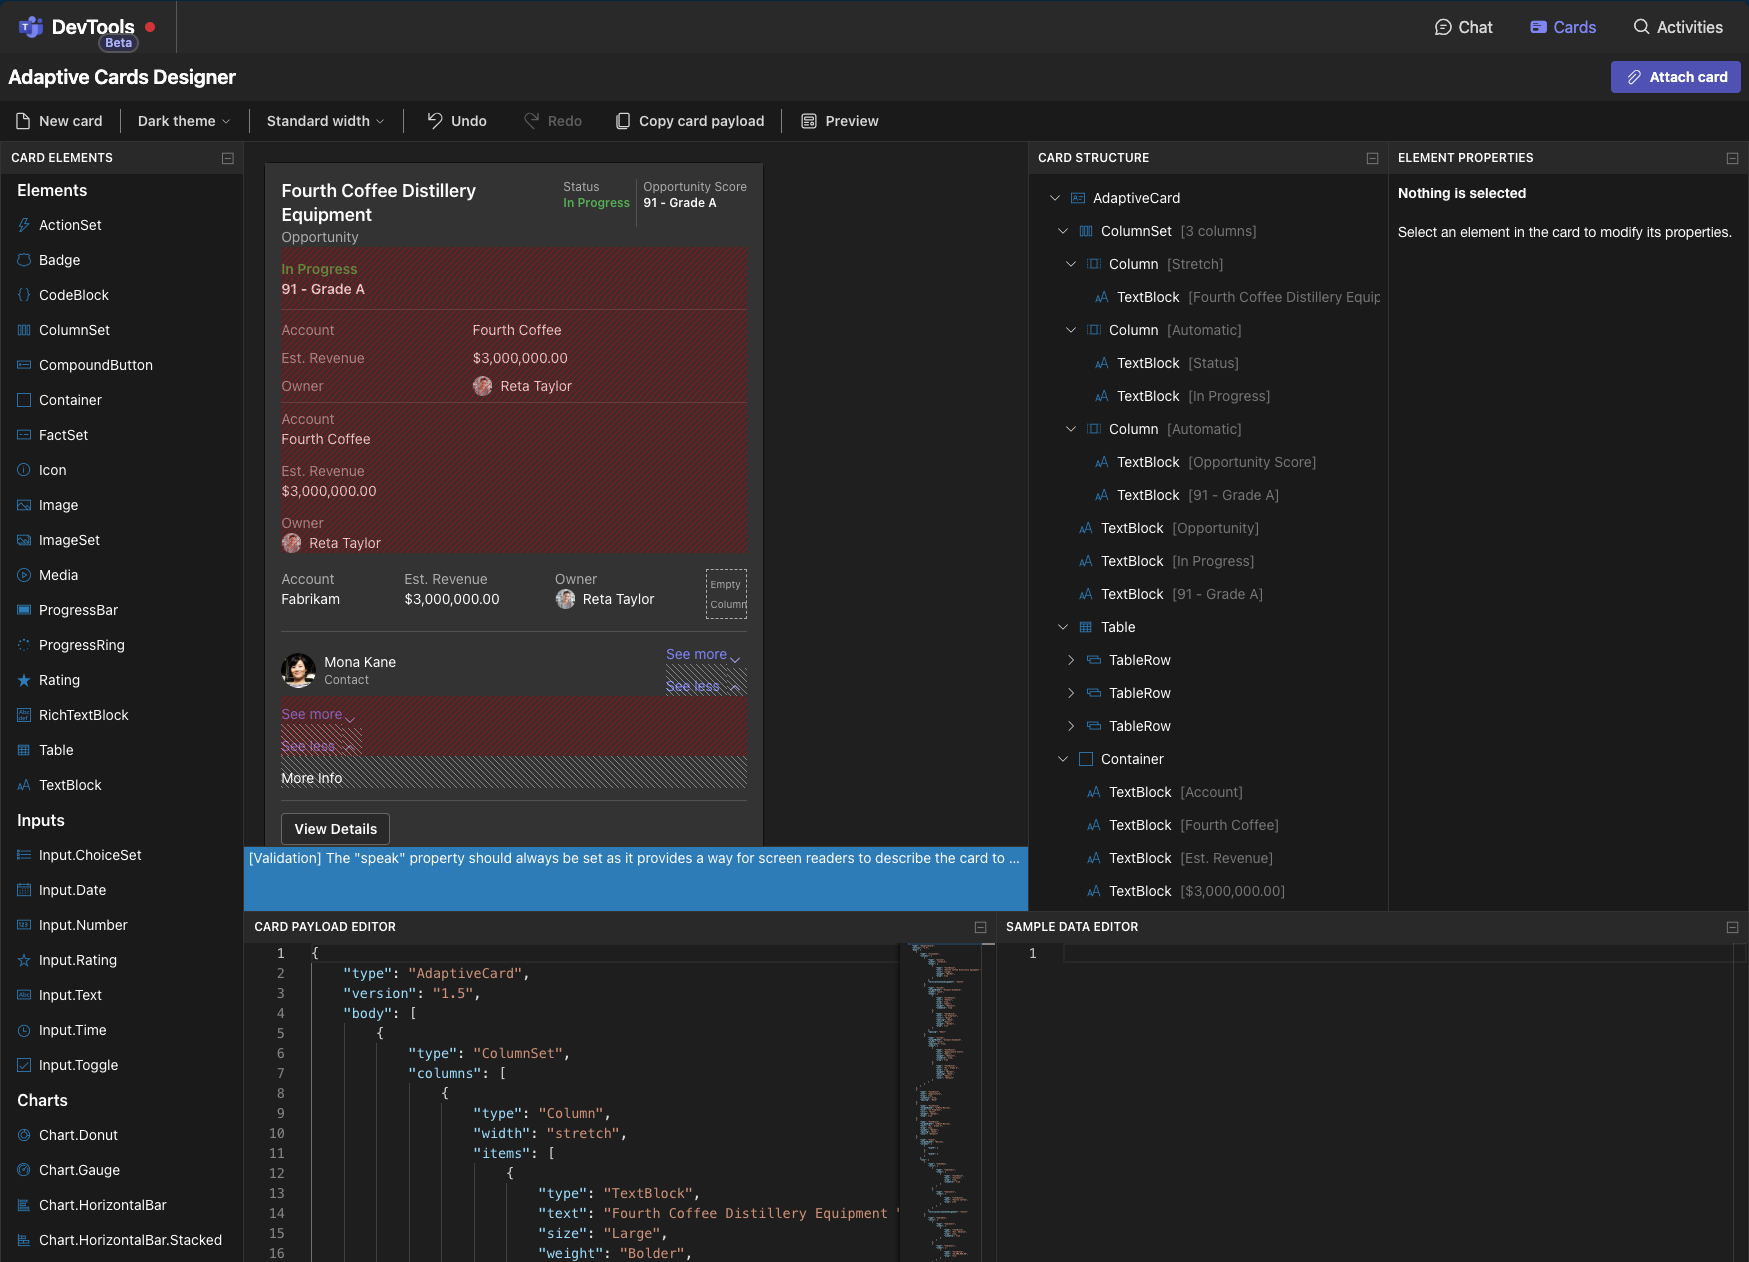 DevTools
Beta
Chat
Cards
Activities
Adaptive Cards Designer
Attach card
New card
Dark theme
Standard width
Undo
Redo
Copy card payload
Preview
CARD ELEMENTS
Elements
ActionSet
Badge
CodeBlock
ColumnSet
CompoundButton
Container
FactSet
Icon
Image
ImageSet
Media
ProgressBar
ProgressRing
Rating
RichTextBlock
Table
TextBlock
Inputs
Input.ChoiceSet
Input.Date
Input.Number
Input.Rating
Input.Text
Input.Time
Input.Toggle
Charts
Chart.Donut
Chart.Gauge
Chart.HorizontalBar
Chart.HorizontalBar.Stacked
Fourth Coffee Distillery
Equipment
Opportunity
Status
In Progress
Opportunity Score
91 - Grade A
In Progress
91 - Grade A
Account Fourth Coffee
Est. Revenue $3,000,000.00
Owner Reta Taylor
Account
Fourth Coffee
Est. Revenue
$3,000,000.00
Owner
Reta Taylor
Account
Fabrikam
Est. Revenue
$3,000,000.00
Owner
Reta Taylor
Empty
Column
Mona Kane
Contact
See more
See less
See more
See less
More Info
View Details
[Validation] The "speak" property should always be set as it provides a way for screen readers to describe the card to ...
CARD STRUCTURE
AdaptiveCard
ColumnSet [3 columns]
Column [Stretch]
TextBlock [Fourth Coffee Distillery Equip
Column [Automatic]
TextBlock [Status]
TextBlock [In Progress]
Column [Automatic]
TextBlock [Opportunity Score]
TextBlock [91 - Grade A]
TextBlock [Opportunity]
TextBlock [In Progress]
TextBlock [91 - Grade A]
Table
TableRow
TableRow
TableRow
Container
TextBlock [Account]
TextBlock [Fourth Coffee]
TextBlock [Est. Revenue]
TextBlock [$3,000,000.00]
ELEMENT PROPERTIES
Nothing is selected
Select an element in the card to modify its properties.
CARD PAYLOAD EDITOR
1 {
2 "type": "AdaptiveCard",
3 "version": "1.5",
4 "body": [
5 {
6 "type": "ColumnSet",
7 "columns": [
8 {
9 "type": "Column",
10 "width": "stretch",
11 "items": [
12 {
13 "type": "TextBlock",
14 "text": "Fourth Coffee Distillery Equipment "
15 "size": "Large",
16 "weight": "Bolder",
SAMPLE DATA EDITOR
1